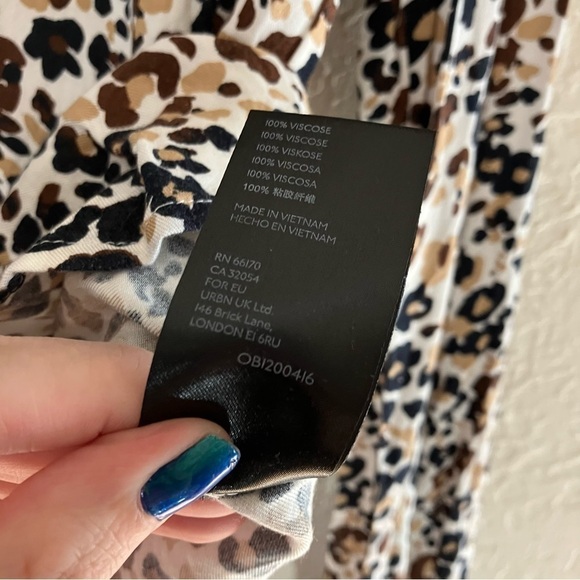 100% VISCOSE
100% VISCOSE
100% VISKOSE
100% VISCOSA
100% VISCOSA
100% 粘胶纤维
MADE IN VIETNAM
HECHO EN VIETNAM
RN 66170
CA 32054
FOR EU
URBN UK Ltd.
146 Brick Lane,
LONDON E1 6RU
OB1200416